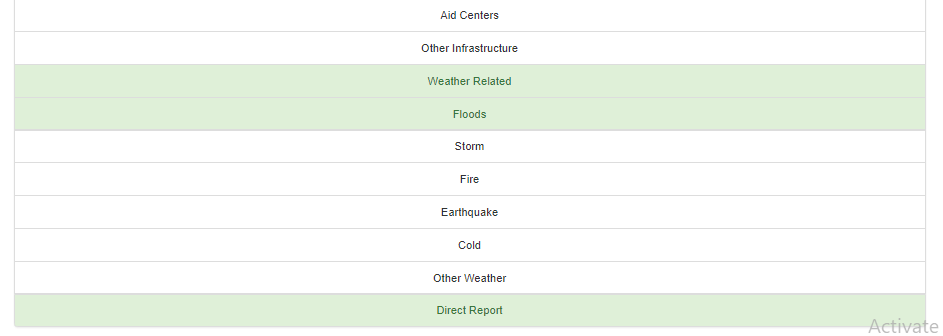 Aid Centers
Other Infrastructure
Weather Related
Floods
Storm
Fire
Earthquake
Cold
Other Weather
Direct Report
Activate